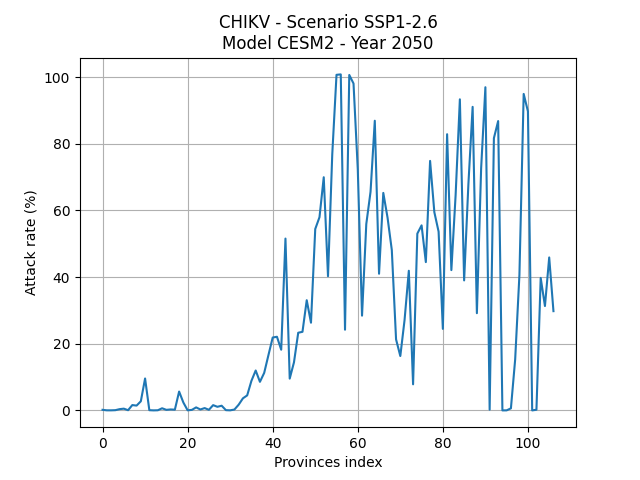 CHIKV - Scenario SSP1-2.6
Model CESM2 - Year 2050
Attack rate (%)
100
80
60
40
20
0
0 20 40 60 80 100
Provinces index